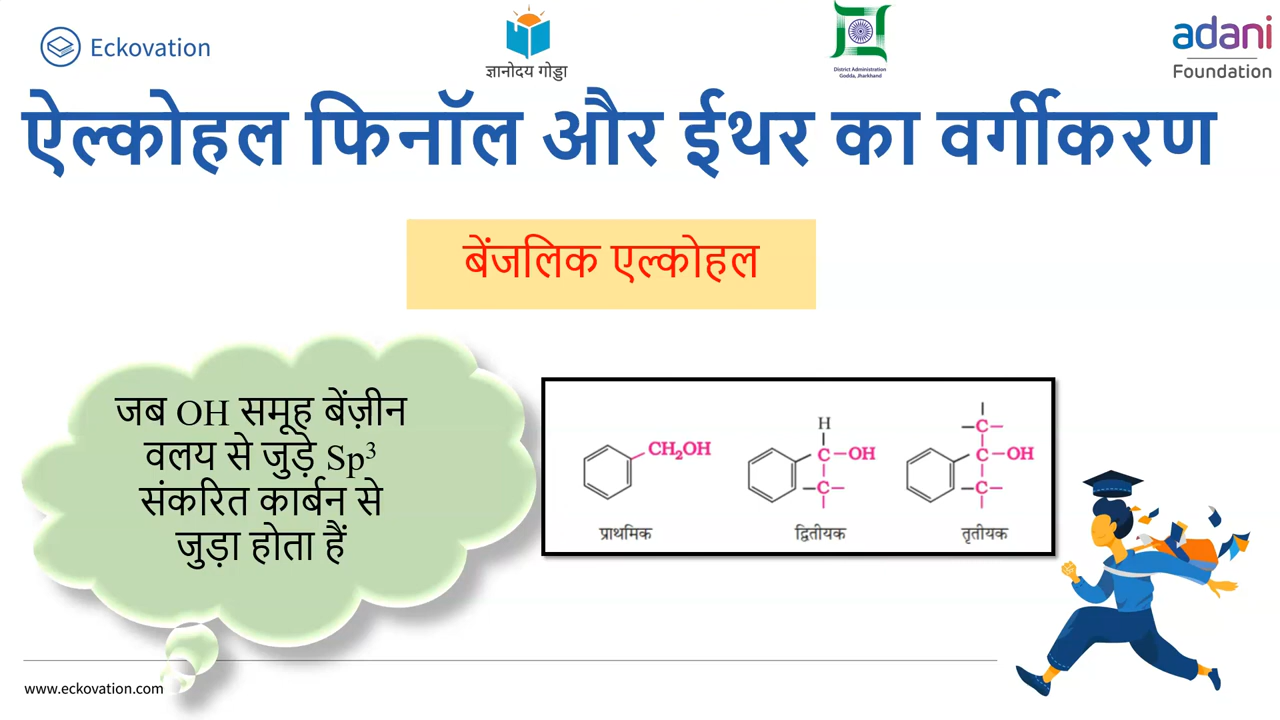 Eckovation
ज्ञानोदय गोड्डा
District Administration
Godda, Jharkhand
adani
Foundation
ऐल्कोहल फिनॉल और ईथर का वर्गीकरण
बेंजलिक एल्कोहल
जब OH समूह बेंज़ीन
वलय से जुड़े Sp³
संकरित कार्बन से
जुड़ा होता हैं
CH₂OH
प्राथमिक
H
C—OH
C
द्वितीयक
C
C—OH
C
तृतीयक
www.eckovation.com